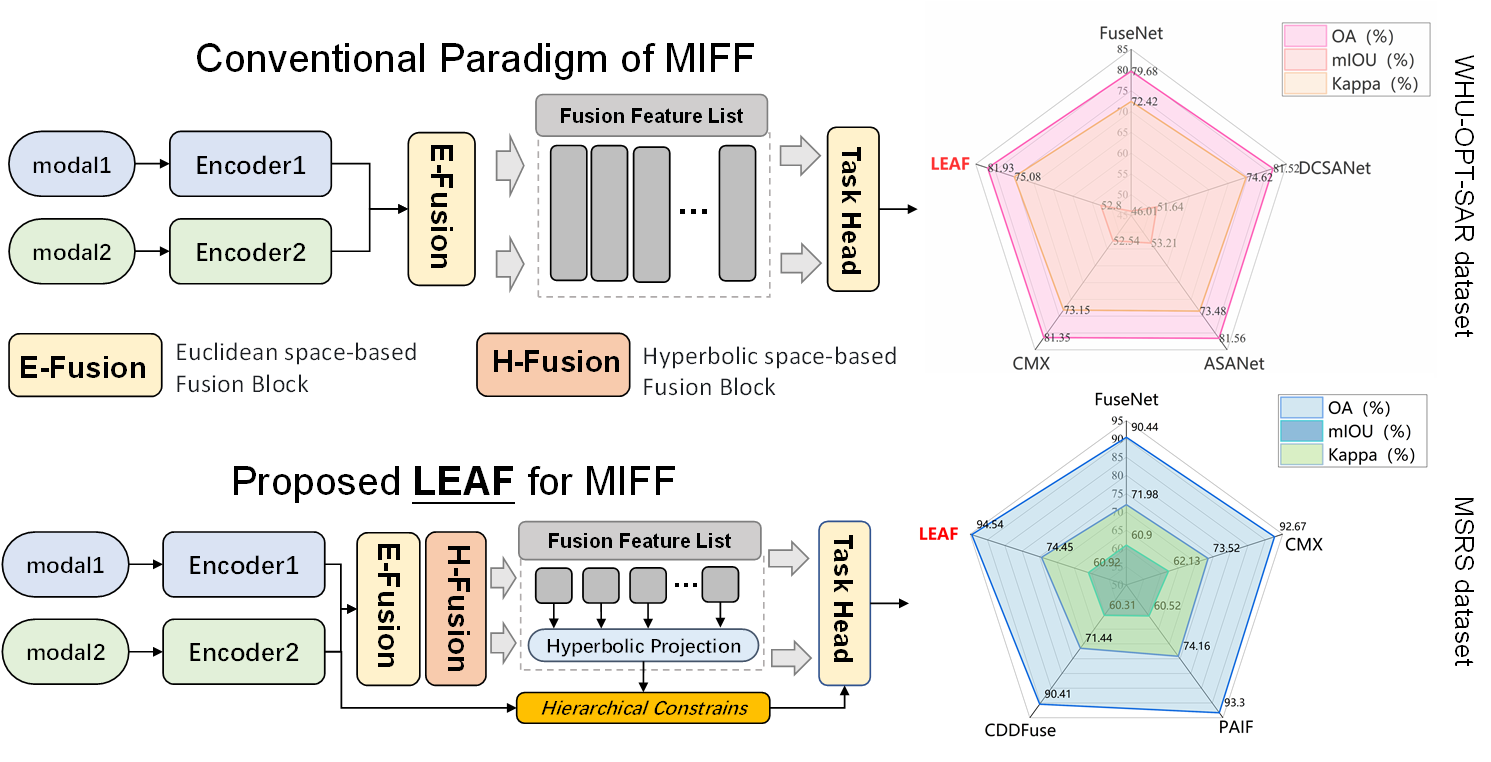 Conventional Paradigm of MIFF
modal1
Encoder1
modal2
Encoder2
E-Fusion
Fusion Feature List
...
Task Head
E-Fusion
Euclidean space-based
Fusion Block
H-Fusion
Hyperbolic space-based
Fusion Block
Proposed LEAF for MIFF
modal1
Encoder1
modal2
Encoder2
E-Fusion
H-Fusion
Fusion Feature List
...
Hyperbolic Projection
Hierarchical Constrains
Task Head
FuseNet
OA (%)
mIOU (%)
Kappa (%)
85
80
79.68
75
72.42
70
65
60
55
50
45
LEAF
81.93
75.08
81.52
DCSANet
74.62
52.8
46.01
51.64
52.54
53.21
73.15
73.48
81.35
81.56
CMX
ASANet
WHU-OPT-SAR dataset
FuseNet
OA (%)
mIOU (%)
Kappa (%)
95
90.44
90
85
80
75
71.98
70
65
60.9
60
55
50
LEAF
94.54
92.67
CMX
74.45
73.52
60.92
62.13
60.31
60.52
71.44
74.16
90.41
93.3
CDDFuse
PAIF
MSRS dataset